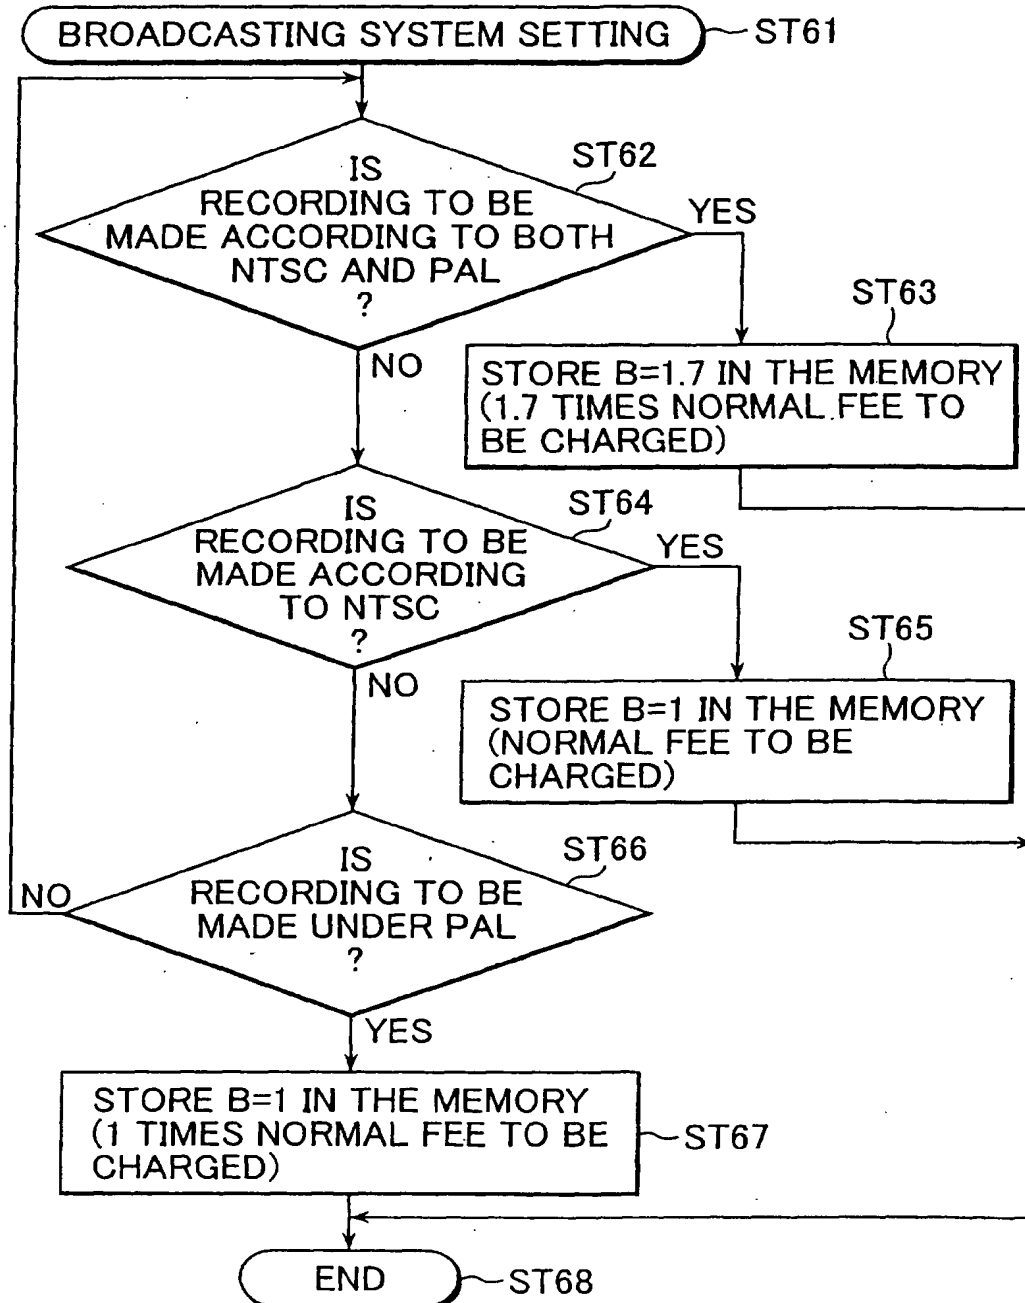 BROADCASTING SYSTEM SETTING
ST61
IS
RECORDING TO BE
MADE ACCORDING TO BOTH
NTSC AND PAL
?
ST62
YES
NO
ST63
STORE B=1.7 IN THE MEMORY
(1.7 TIMES NORMAL FEE TO
BE CHARGED)
IS
RECORDING TO BE
MADE ACCORDING
TO NTSC
?
ST64
YES
NO
ST65
STORE B=1 IN THE MEMORY
(NORMAL FEE TO BE
CHARGED)
IS
RECORDING TO BE
MADE UNDER PAL
?
ST66
NO
YES
STORE B=1 IN THE MEMORY
(1 TIMES NORMAL FEE TO BE
CHARGED)
ST67
END
ST68